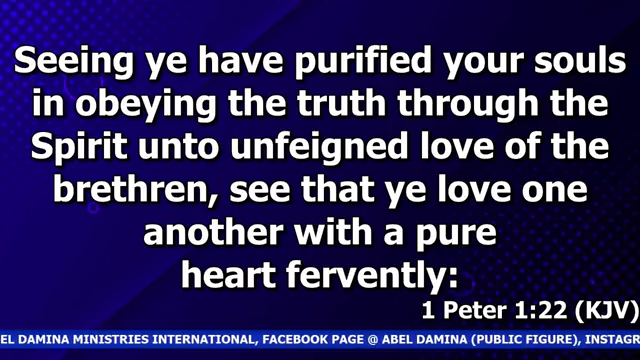 Seeing ye have purified your souls
in obeying the truth through the
Spirit unto unfeigned love of the
brethren, see that ye love one
another with a pure
heart fervently:
1 Peter 1:22 (KJV)
EL DAMINA MINISTRIES INTERNATIONAL, FACEBOOK PAGE @ ABEL DAMINA (PUBLIC FIGURE), INSTAGR